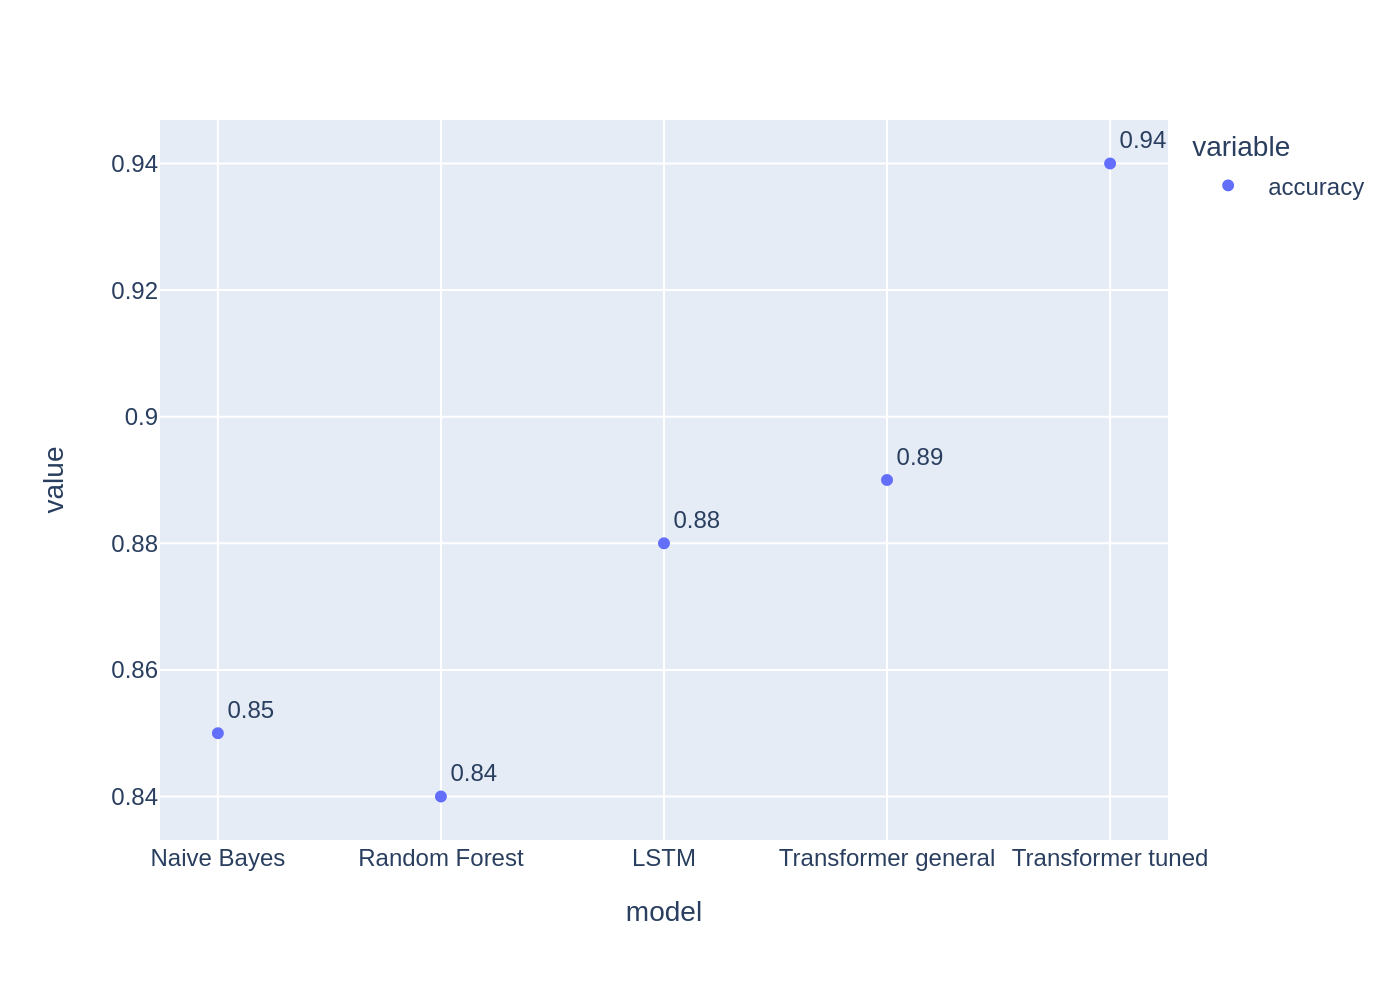 0.94
0.92
0.9
0.88
0.86
0.84
value
0.85
0.84
0.88
0.89
0.94
Naive Bayes
Random Forest
LSTM
Transformer general
Transformer tuned
model
variable
accuracy